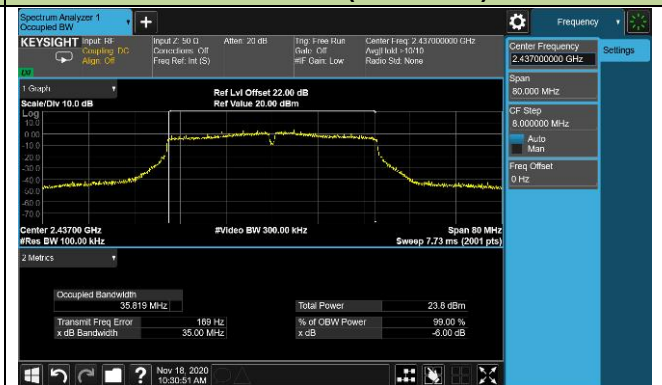 Spectrum Analyzer 1
Occupied BW
Frequency
KEYSIGHT
Input: RF
Coupling: DC
Align: Off
Input Z: 50 Ω
Corrections: Off
Freq Ref: Int (S)
Atten: 20 dB
Trig: Free Run
Gate: Off
#IF Gain: Low
Center Freq: 2.437000000 GHz
Avg|Hold:>10/10
Radio Std: None
Center Frequency
2.437000000 GHz
Settings
Span
80.000 MHz
CF Step
8.000000 MHz
Auto
Man
Freq Offset
0 Hz
1 Graph
Scale/Div 10.0 dB
Ref Lvl Offset 22.00 dB
Ref Value 20.00 dBm
Log
10.0
0.00
-10.0
-20.0
-30.0
-40.0
-50.0
-60.0
-70.0
Center 2.43700 GHz
#Res BW 100.00 kHz
#Video BW 300.00 kHz
Span 80 MHz
Sweep 7.73 ms (2001 pts)
2 Metrics
Occupied Bandwidth
35.819 MHz
Total Power 23.8 dBm
Transmit Freq Error 169 Hz
% of OBW Power 99.00 %
x dB Bandwidth 35.00 MHz
x dB -6.00 dB
?
Nov 18, 2020
10:30:51 AM